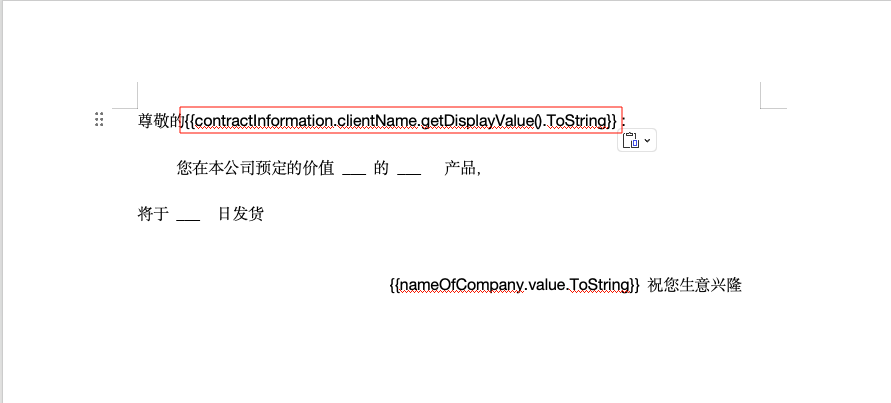 尊敬的{{contractInformation.clientName.getDisplayValue().ToString}}：
您在本公司预定的价值 ___ 的 ___ 产品，
将于 ___ 日发货
{{nameOfCompany.value.ToString}} 祝您生意兴隆